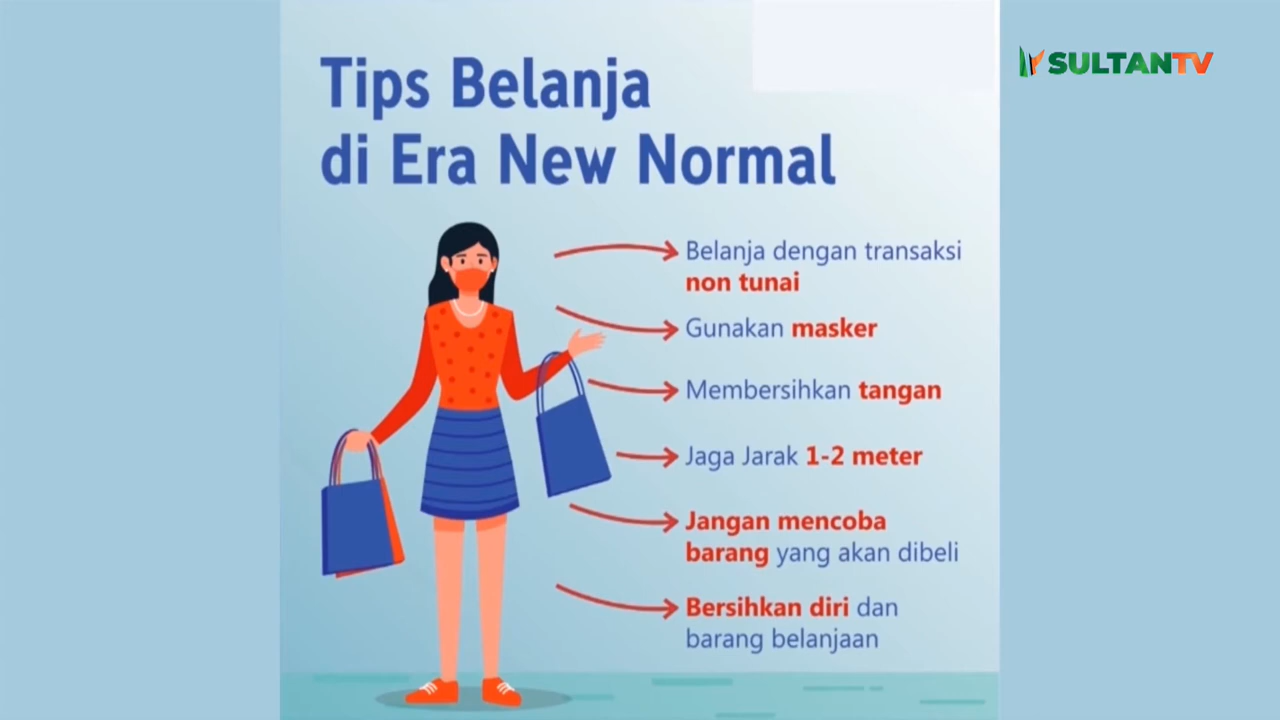 SULTANTV
Tips Belanja
di Era New Normal
Belanja dengan transaksi
non tunai
Gunakan masker
Membersihkan tangan
Jaga Jarak 1-2 meter
Jangan mencoba
barang yang akan dibeli
Bersihkan diri dan
barang belanjaan